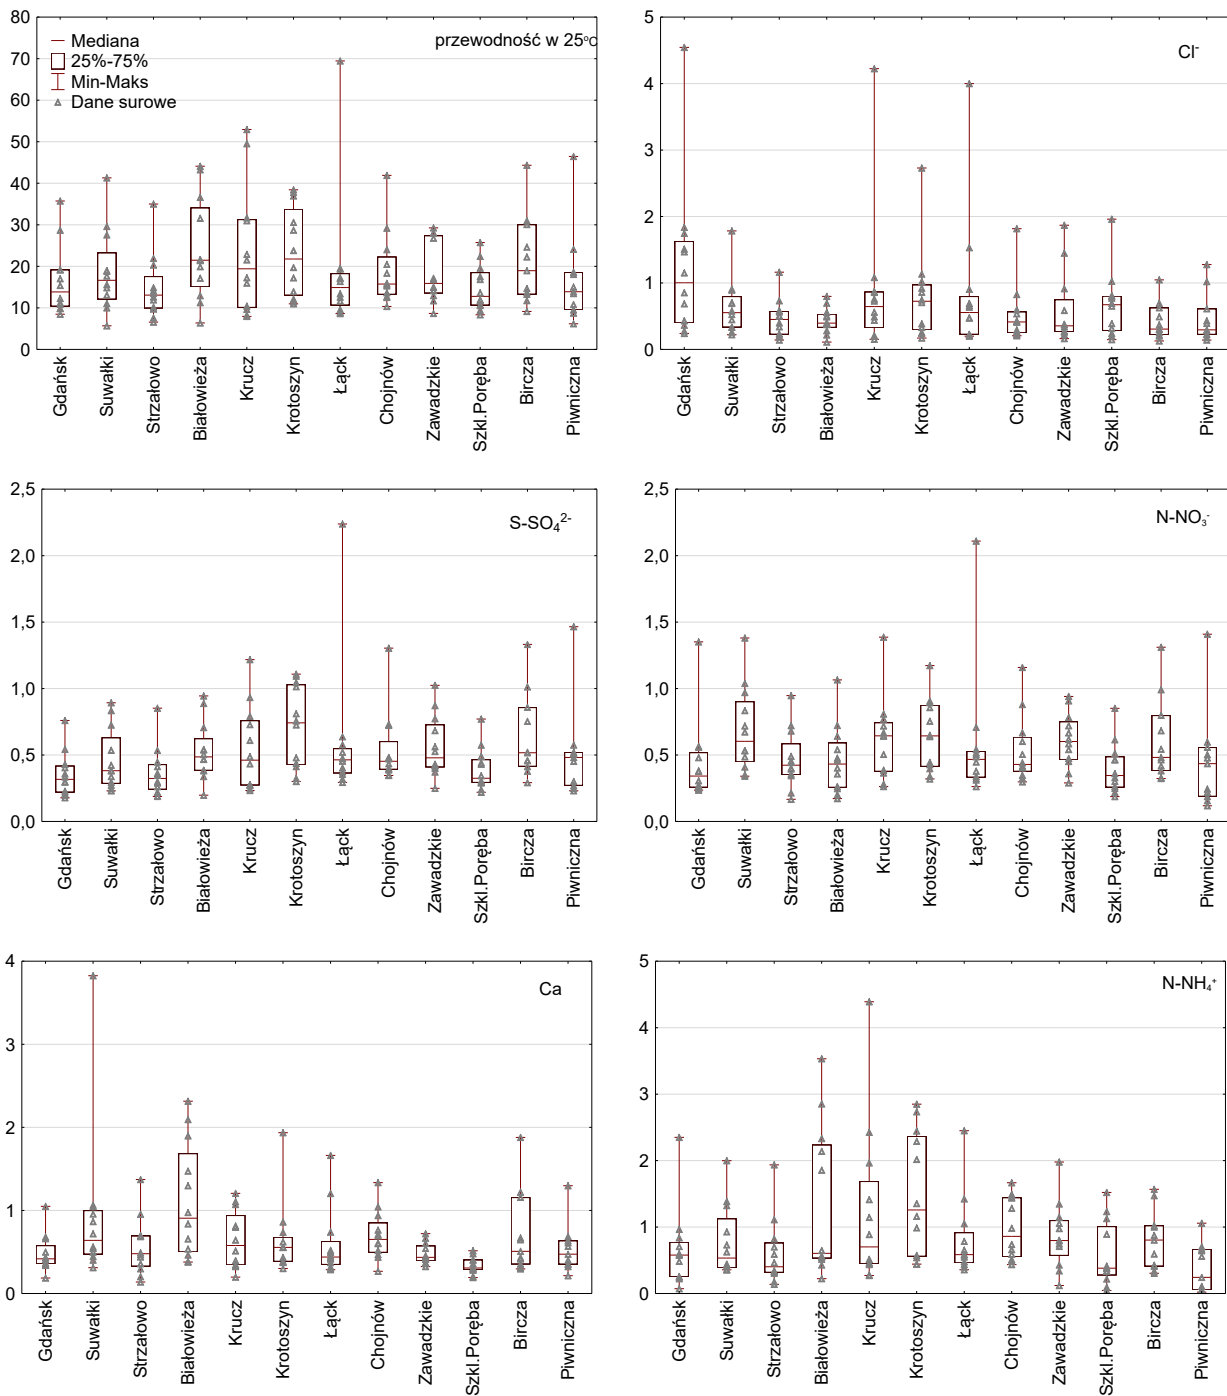 80
70
60
50
40
30
20
10
0
Mediana
25%-75%
Min-Maks
Dane surowe
przewodność w 25°C
Gdańsk
Suwałki
Strzałowo
Białowieża
Krucz
Krotoszyn
Łąck
Chojnów
Zawadzkie
Szkl.Poręba
Bircza
Piwniczna
5
4
3
2
1
0
Cl⁻
Gdańsk
Suwałki
Strzałowo
Białowieża
Krucz
Krotoszyn
Łąck
Chojnów
Zawadzkie
Szkl.Poręba
Bircza
Piwniczna
2,5
2,0
1,5
1,0
0,5
0,0
S-SO₄²⁻
Gdańsk
Suwałki
Strzałowo
Białowieża
Krucz
Krotoszyn
Łąck
Chojnów
Zawadzkie
Szkl.Poręba
Bircza
Piwniczna
2,5
2,0
1,5
1,0
0,5
0,0
N-NO₃⁻
Gdańsk
Suwałki
Strzałowo
Białowieża
Krucz
Krotoszyn
Łąck
Chojnów
Zawadzkie
Szkl.Poręba
Bircza
Piwniczna
4
3
2
1
0
Ca
Gdańsk
Suwałki
Strzałowo
Białowieża
Krucz
Krotoszyn
Łąck
Chojnów
Zawadzkie
Szkl.Poręba
Bircza
Piwniczna
5
4
3
2
1
0
N-NH₄⁺
Gdańsk
Suwałki
Strzałowo
Białowieża
Krucz
Krotoszyn
Łąck
Chojnów
Zawadzkie
Szkl.Poręba
Bircza
Piwniczna